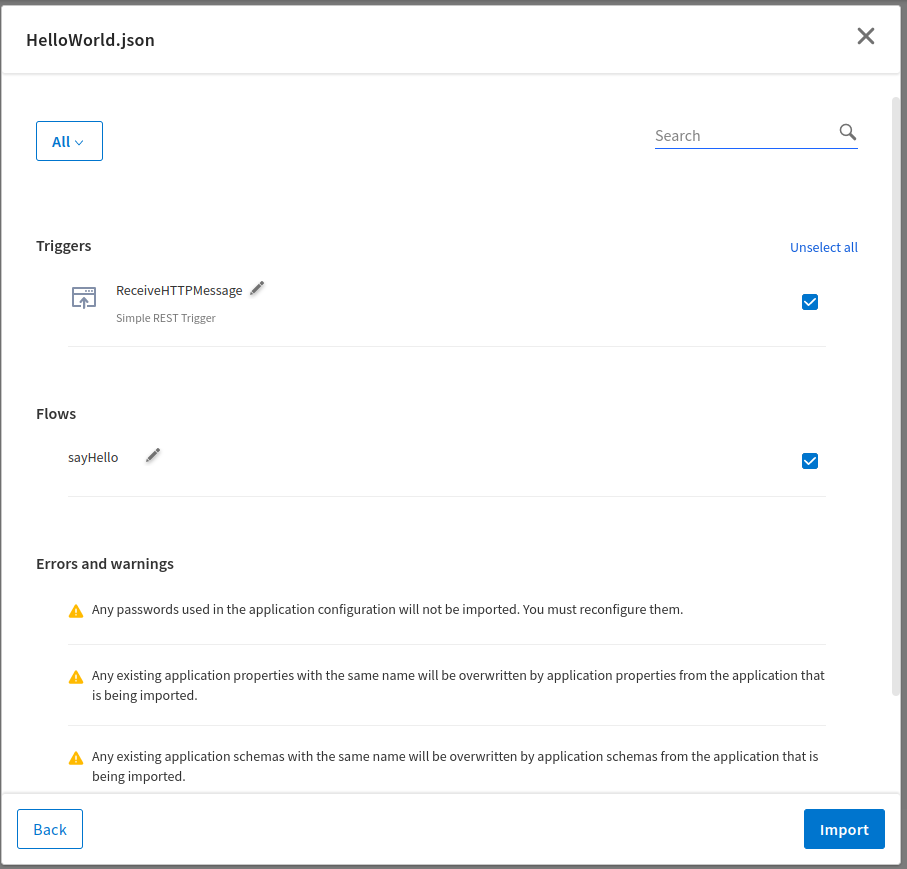 HelloWorld.json
All
Search
Triggers
Unselect all
ReceiveHTTPMessage
Simple REST Trigger
Flows
sayHello
Errors and warnings
Any passwords used in the application configuration will not be imported. You must reconfigure them.
Any existing application properties with the same name will be overwritten by application properties from the application that
is being imported.
Any existing application schemas with the same name will be overwritten by application schemas from the application that is
being imported.
Back
Import